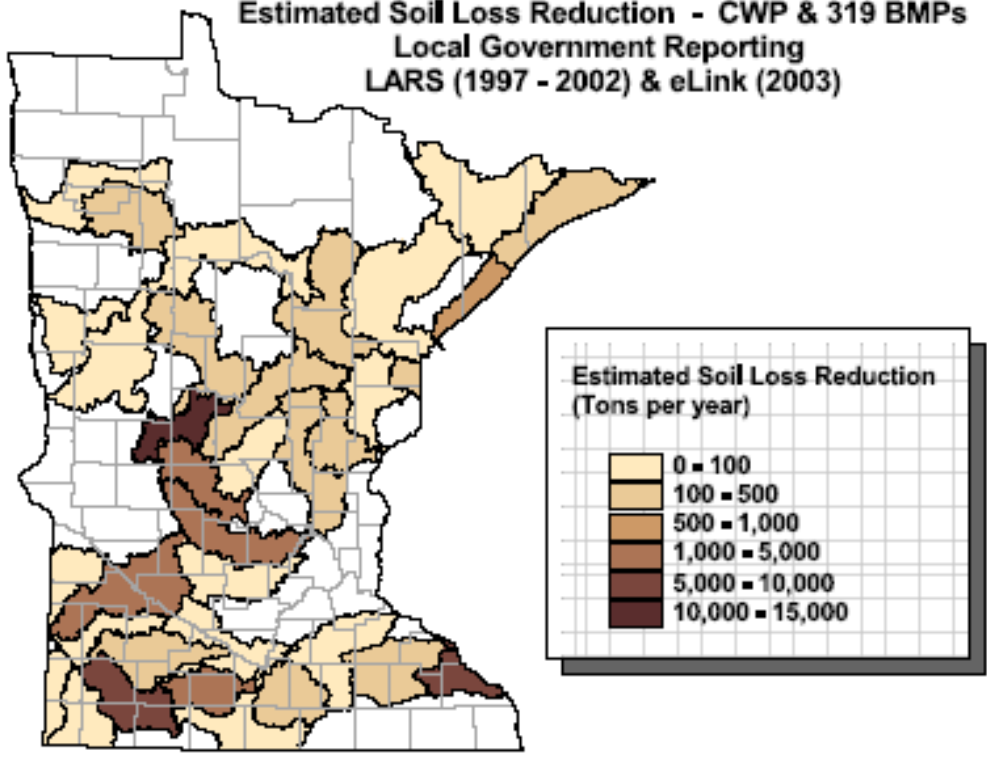 Estimated Soil Loss Reduction - CWP & 319 BMPs
Local Government Reporting
LARS (1997 - 2002) & eLink (2003)
Estimated Soil Loss Reduction
(Tons per year)
0 - 100
100 - 500
500 - 1,000
1,000 - 5,000
5,000 - 10,000
10,000 - 15,000